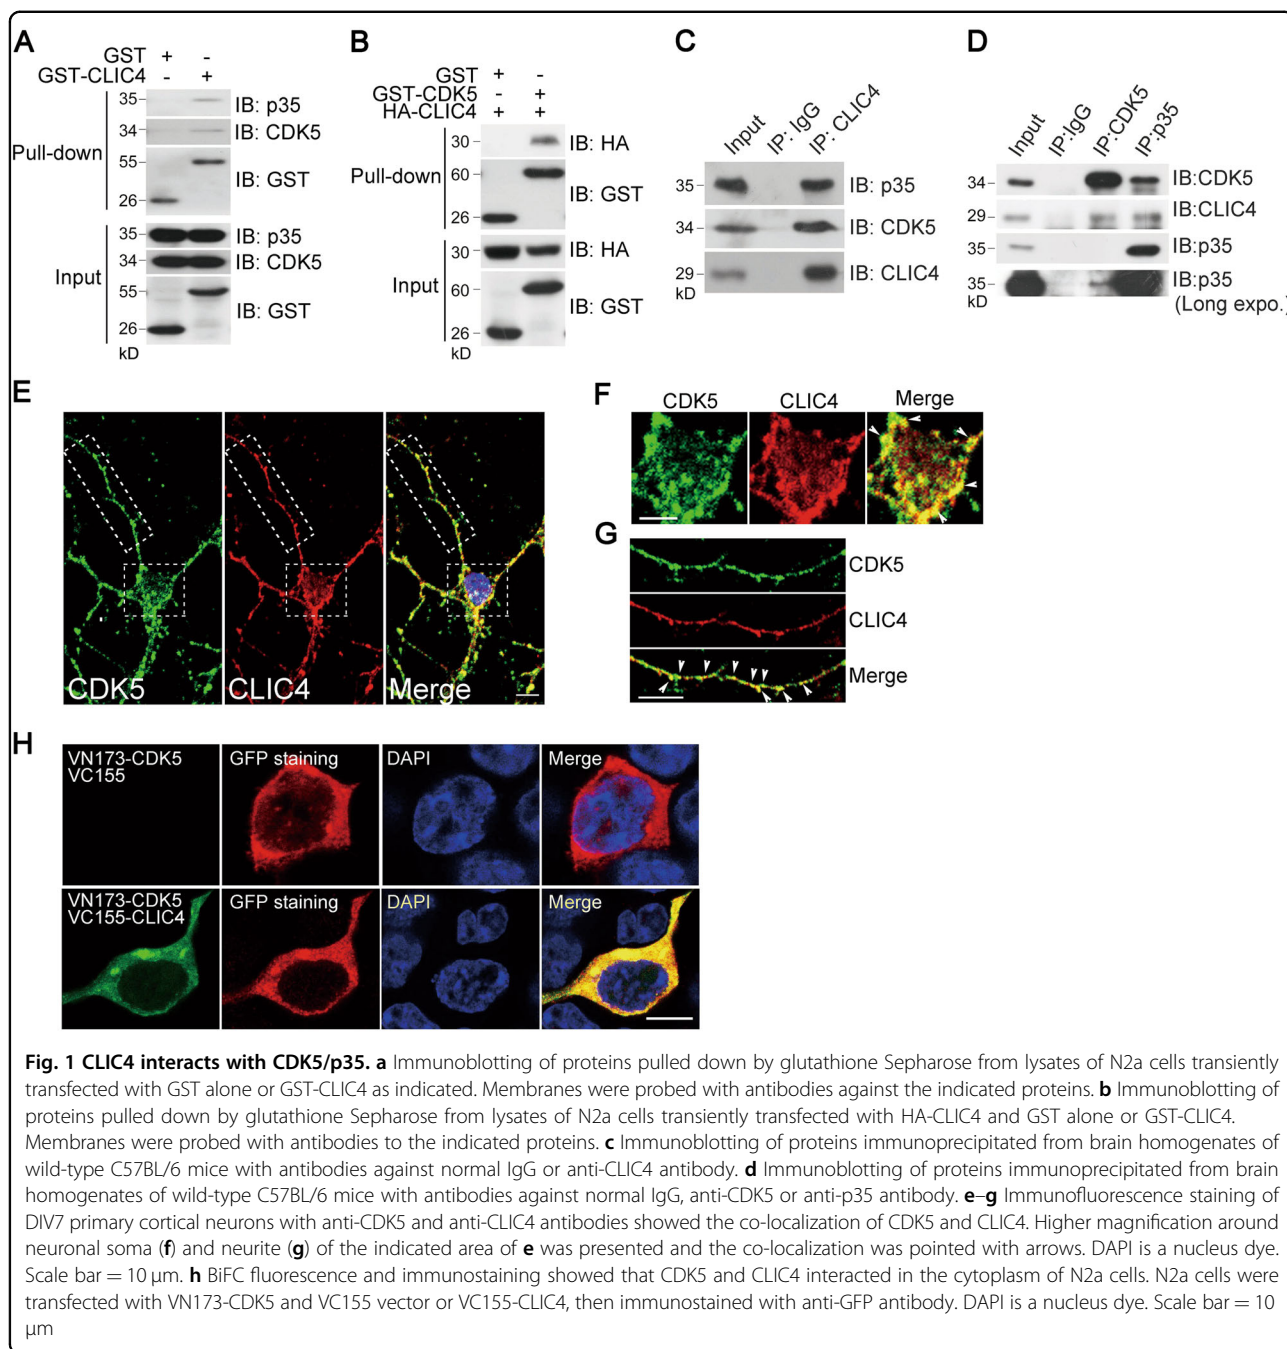 A
GST + -
GST-CLIC4 - +
Pull-down
35 IB: p35
34 IB: CDK5
55
IB: GST
26
Input
35 IB: p35
34 IB: CDK5
55
IB: GST
26
kD
B
GST + -
GST-CDK5 - +
HA-CLIC4 + +
Pull-down
30 IB: HA
60
IB: GST
26
Input
30 IB: HA
60
IB: GST
26
kD
C
Input
IP: IgG
IP: CLIC4
35 IB: p35
34 IB: CDK5
29 IB: CLIC4
kD
D
Input
IP:IgG
IP:CDK5
IP:p35
34 IB:CDK5
29 IB:CLIC4
35 IB:p35
35 IB:p35
kD (Long expo.)
E
CDK5 CLIC4 Merge
F
CDK5 CLIC4 Merge
G
CDK5
CLIC4
Merge
H
VN173-CDK5 GFP staining DAPI Merge
VC155
VN173-CDK5 GFP staining DAPI Merge
VC155-CLIC4
Fig. 1 CLIC4 interacts with CDK5/p35. a Immunoblotting of proteins pulled down by glutathione Sepharose from lysates of N2a cells transiently
transfected with GST alone or GST-CLIC4 as indicated. Membranes were probed with antibodies against the indicated proteins. b Immunoblotting of
proteins pulled down by glutathione Sepharose from lysates of N2a cells transiently transfected with HA-CLIC4 and GST alone or GST-CLIC4.
Membranes were probed with antibodies to the indicated proteins. c Immunoblotting of proteins immunoprecipitated from brain homogenates of
wild-type C57BL/6 mice with antibodies against normal IgG or anti-CLIC4 antibody. d Immunoblotting of proteins immunoprecipitated from brain
homogenates of wild-type C57BL/6 mice with antibodies against normal IgG, anti-CDK5 or anti-p35 antibody. e–g Immunofluorescence staining of
DIV7 primary cortical neurons with anti-CDK5 and anti-CLIC4 antibodies showed the co-localization of CDK5 and CLIC4. Higher magnification around
neuronal soma (f) and neurite (g) of the indicated area of e was presented and the co-localization was pointed with arrows. DAPI is a nucleus dye.
Scale bar = 10 µm. h BiFC fluorescence and immunostaining showed that CDK5 and CLIC4 interacted in the cytoplasm of N2a cells. N2a cells were
transfected with VN173-CDK5 and VC155 vector or VC155-CLIC4, then immunostained with anti-GFP antibody. DAPI is a nucleus dye. Scale bar = 10
µm